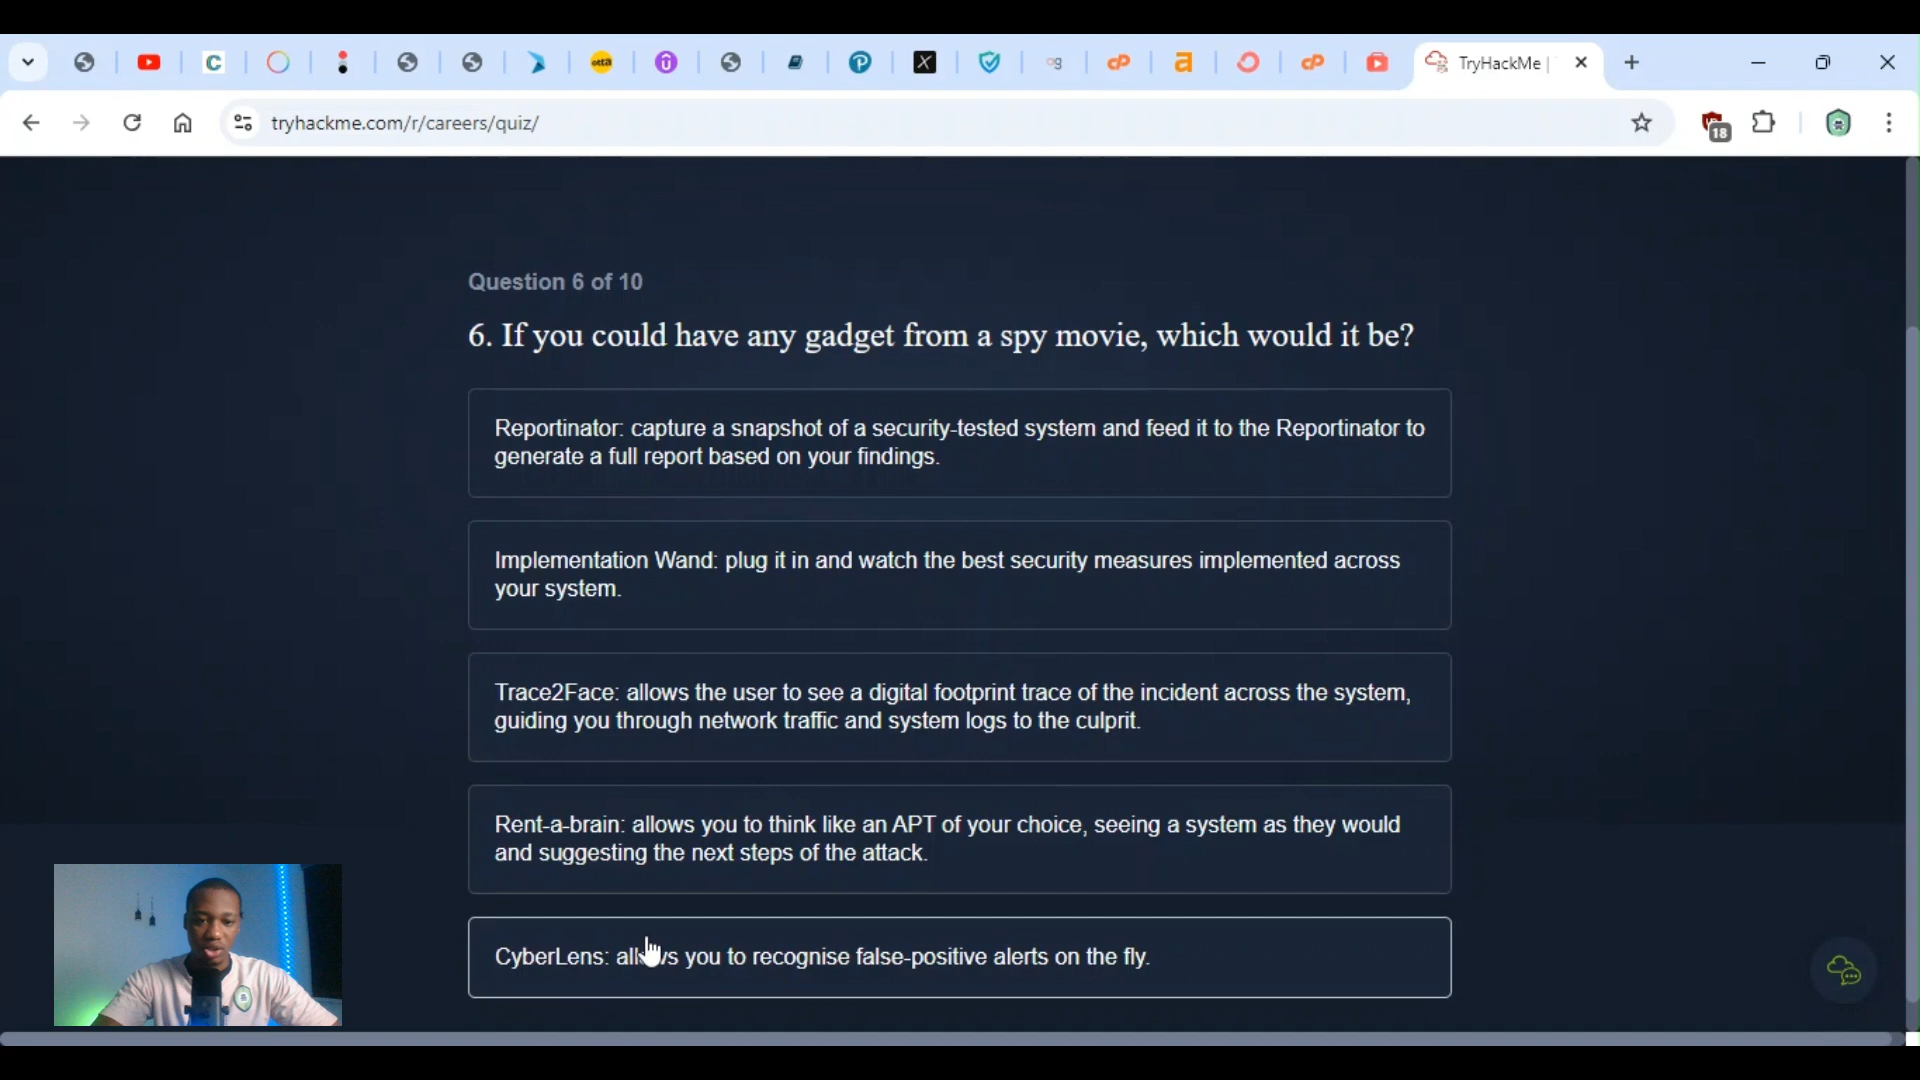 otta
og
TryHackMe |
tryhackme.com/r/careers/quiz/
18
Question 6 of 10
6. If you could have any gadget from a spy movie, which would it be?
Reportinator: capture a snapshot of a security-tested system and feed it to the Reportinator to
generate a full report based on your findings.
Implementation Wand: plug it in and watch the best security measures implemented across
your system.
Trace2Face: allows the user to see a digital footprint trace of the incident across the system,
guiding you through network traffic and system logs to the culprit.
Rent-a-brain: allows you to think like an APT of your choice, seeing a system as they would
and suggesting the next steps of the attack.
CyberLens: allows you to recognise false-positive alerts on the fly.